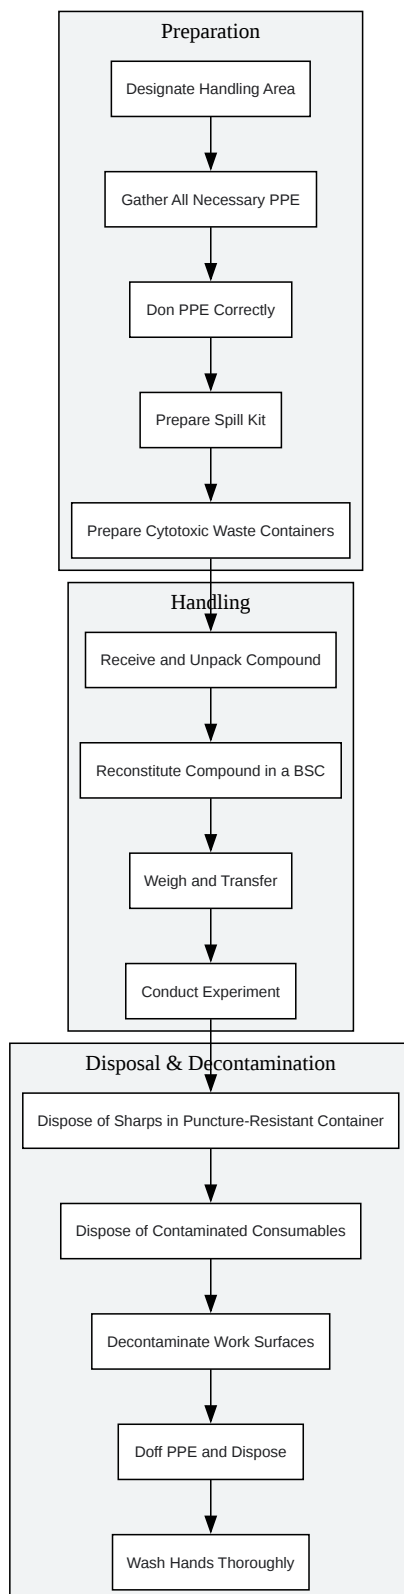 Preparation
Designate Handling Area
Gather All Necessary PPE
Don PPE Correctly
Prepare Spill Kit
Prepare Cytotoxic Waste Containers
Handling
Receive and Unpack Compound
Reconstitute Compound in a BSC
Weigh and Transfer
Conduct Experiment
Disposal & Decontamination
Dispose of Sharps in Puncture-Resistant Container
Dispose of Contaminated Consumables
Decontaminate Work Surfaces
Doff PPE and Dispose
Wash Hands Thoroughly